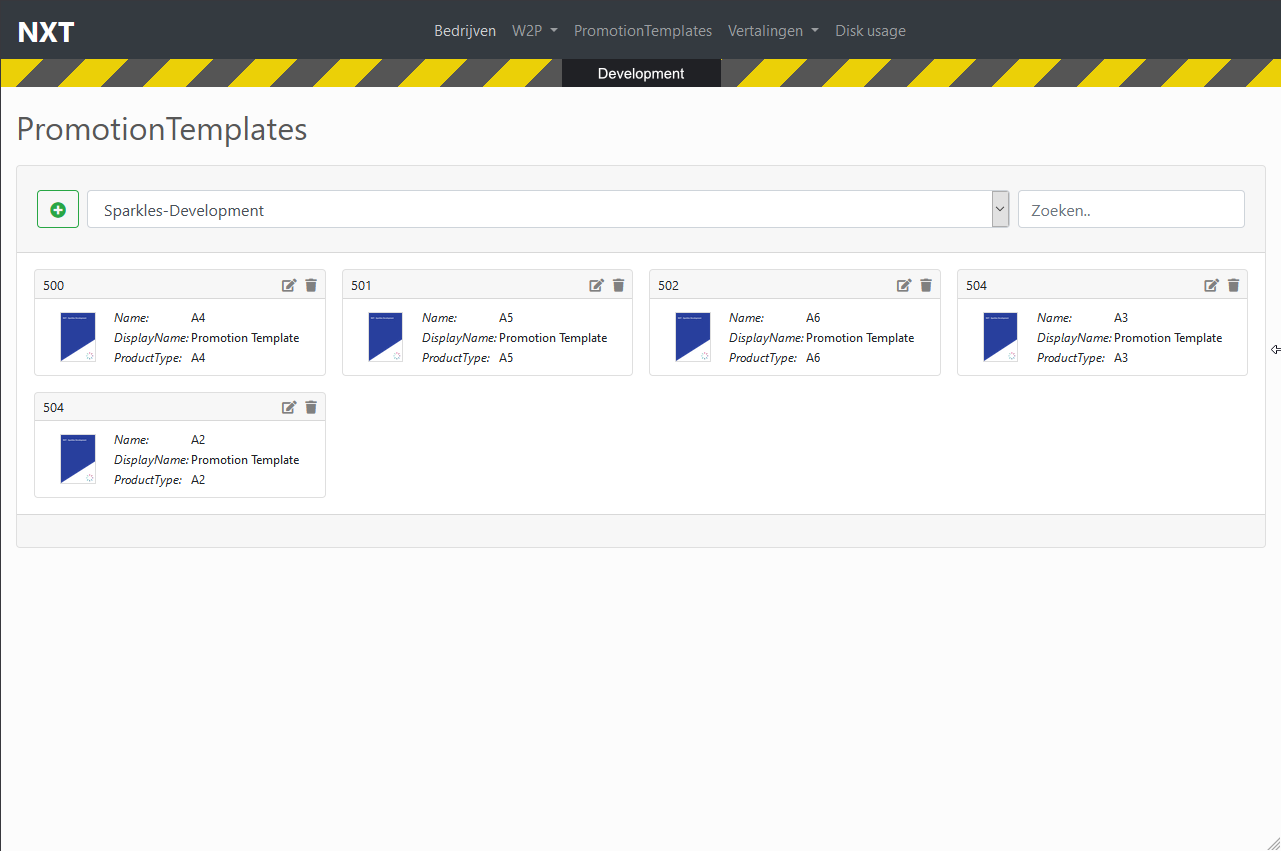 NXT
Bedrijven W2P PromotionTemplates Vertalingen Disk usage
Development
PromotionTemplates
Sparkles-Development Zoeken..
500 501 502 504
Name: A4 Name: A5 Name: A6 Name: A3
DisplayName: Promotion Template DisplayName: Promotion Template DisplayName: Promotion Template DisplayName: Promotion Template
ProductType: A4 ProductType: A5 ProductType: A6 ProductType: A3
504
Name: A2
DisplayName: Promotion Template
ProductType: A2